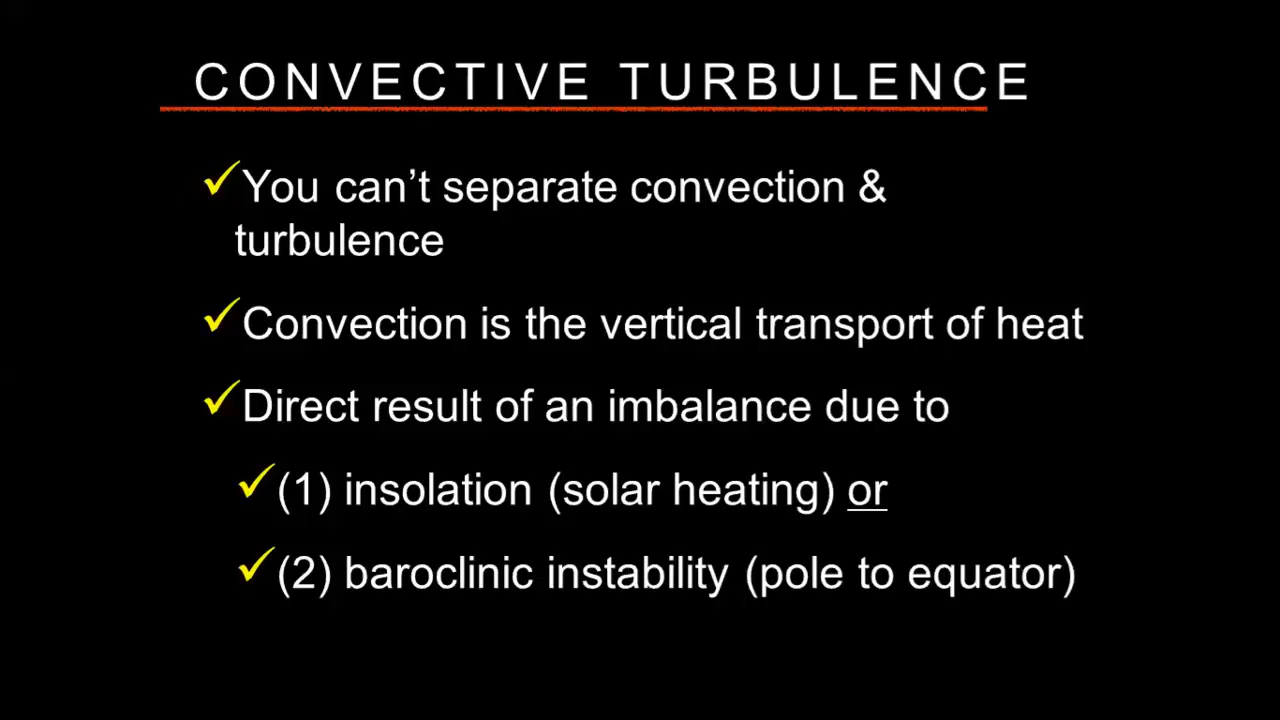 CONVECTIVE TURBULENCE
✓You can’t separate convection &
turbulence
✓Convection is the vertical transport of heat
✓Direct result of an imbalance due to
✓(1) insolation (solar heating) or
✓(2) baroclinic instability (pole to equator)